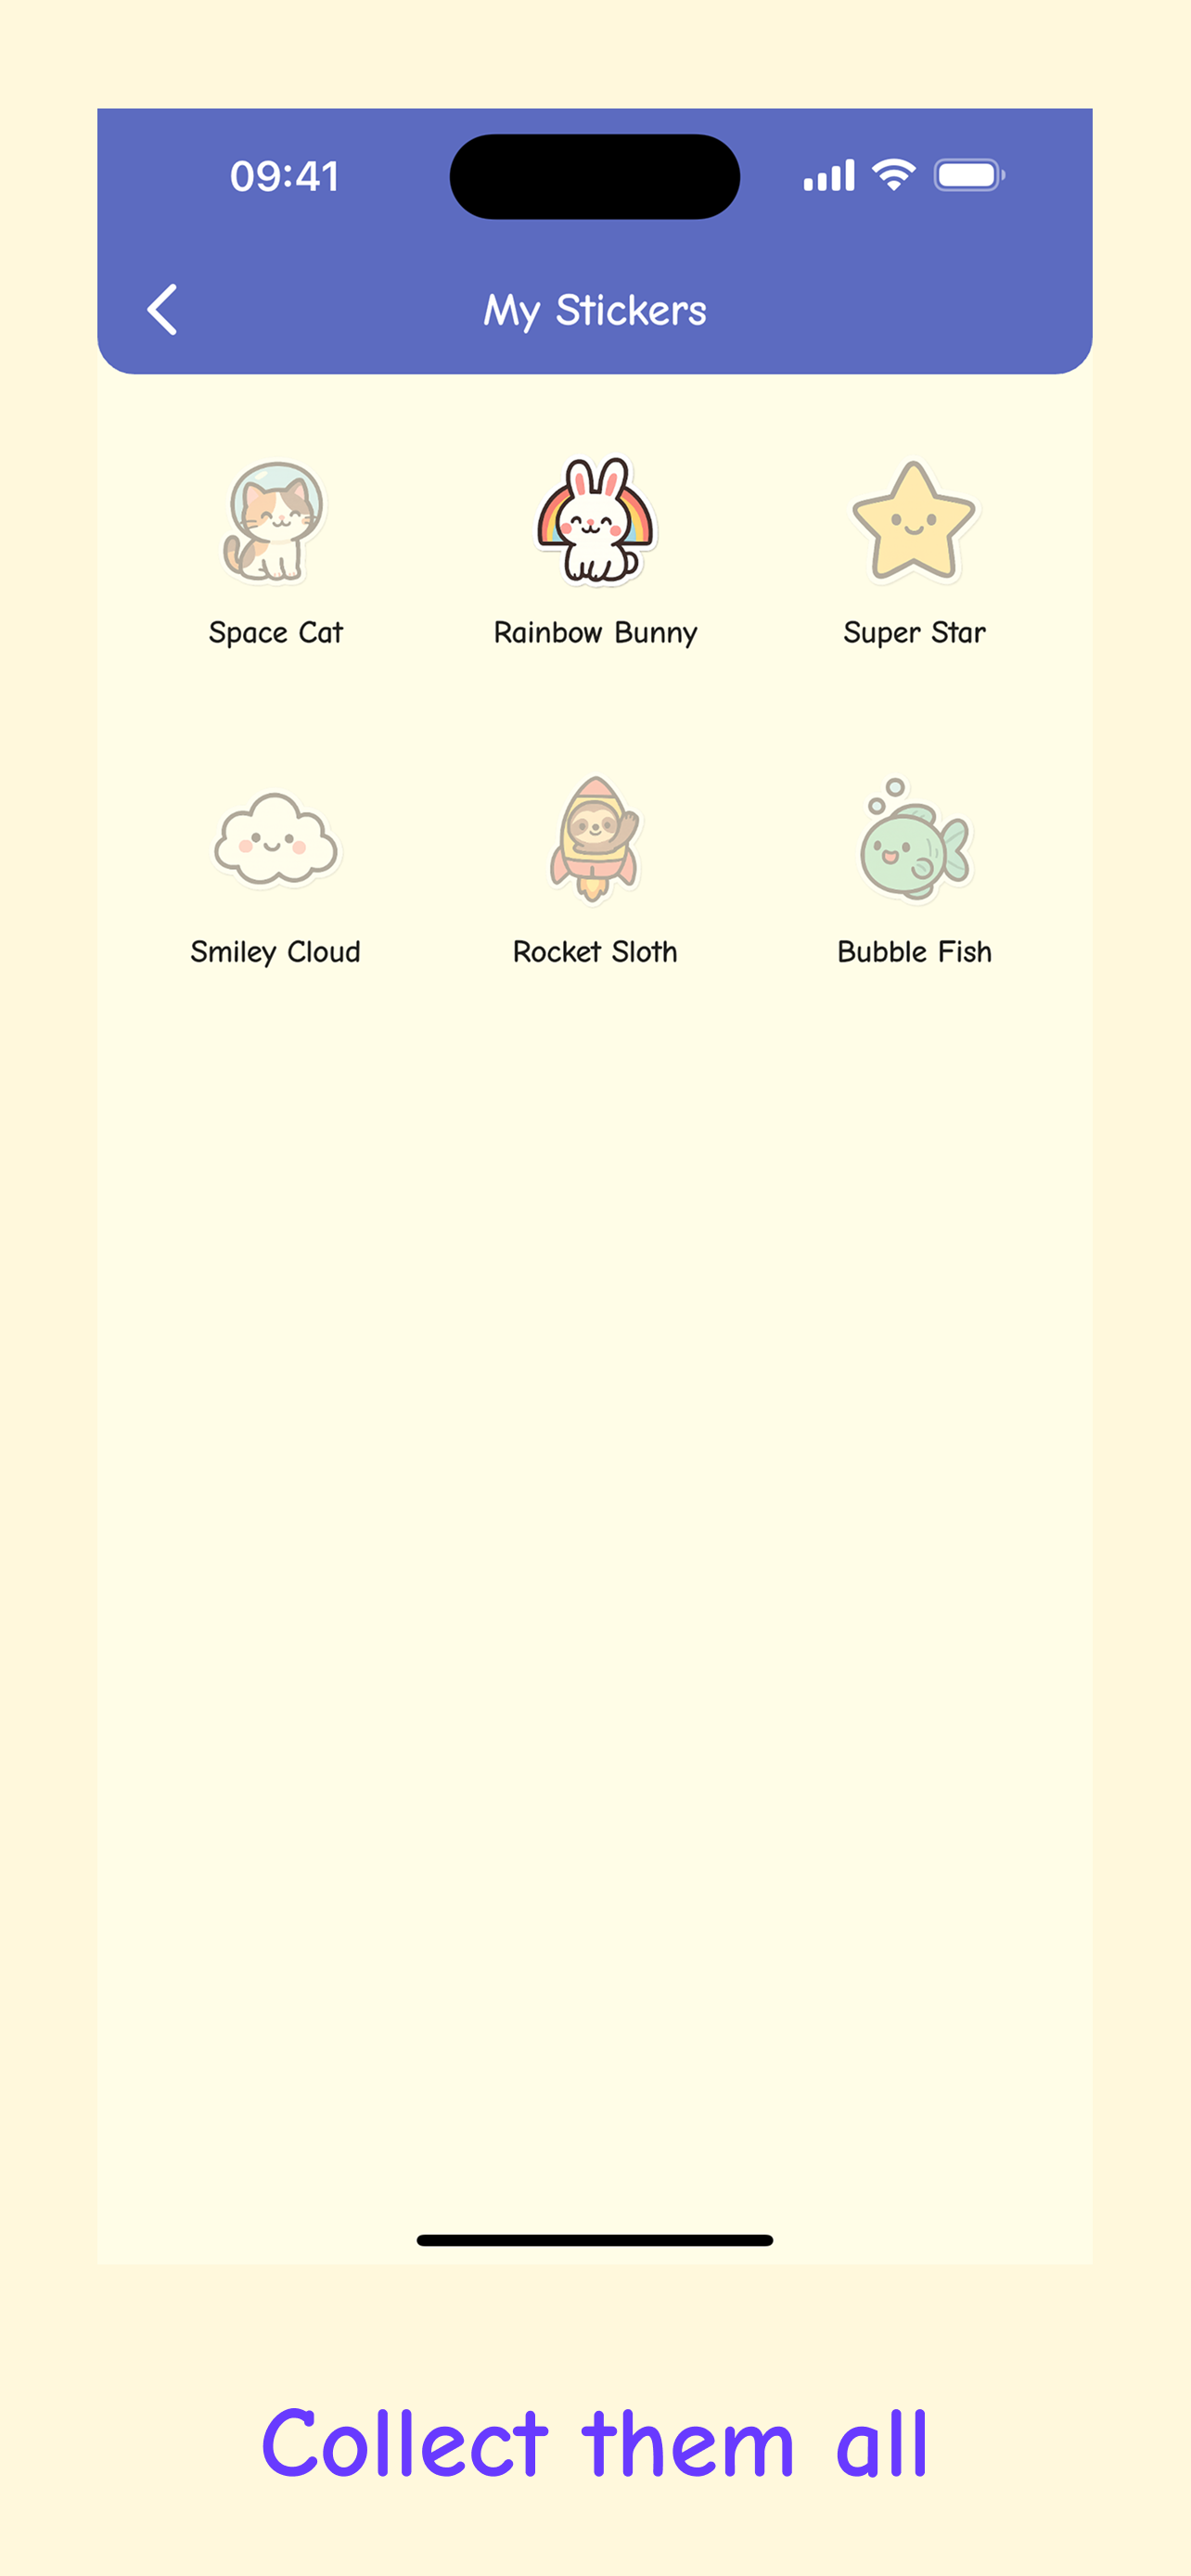 09:41
My Stickers
Space Cat
Rainbow Bunny
Super Star
Smiley Cloud
Rocket Sloth
Bubble Fish
Collect them all